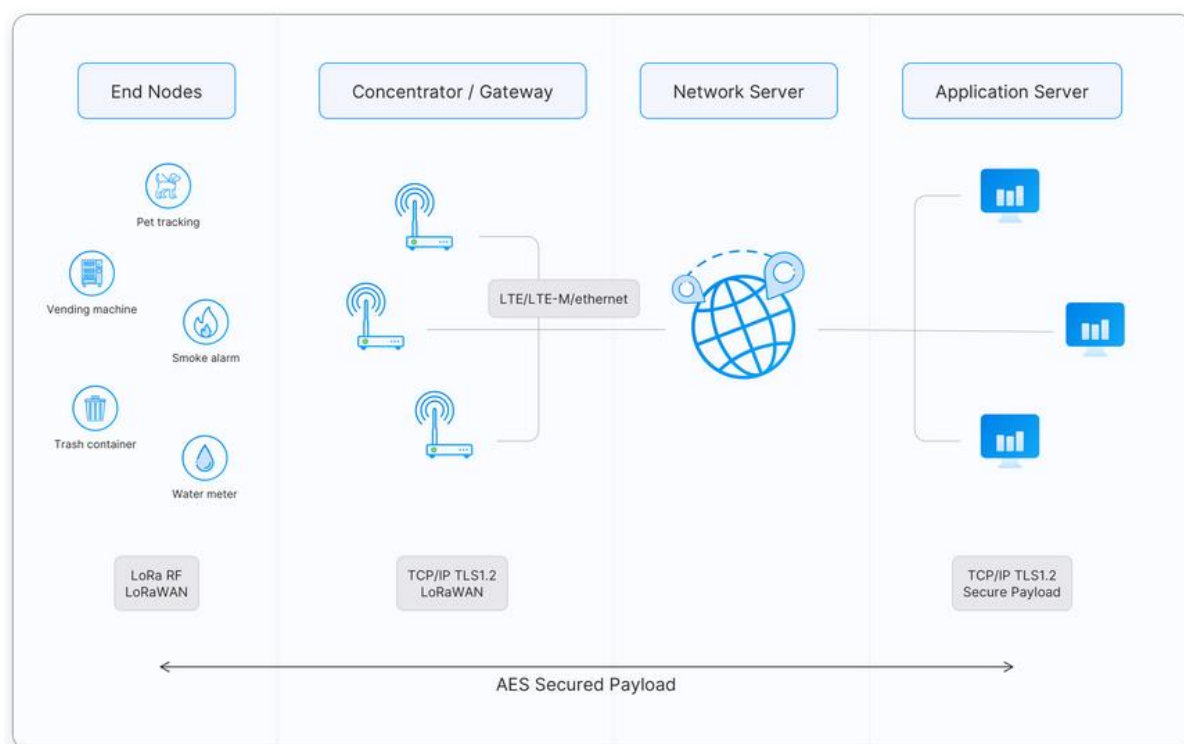 End Nodes
Concentrator / Gateway
Network Server
Application Server
Pet tracking
Vending machine
Smoke alarm
Trash container
Water meter
LTE/LTE-M/ethernet
LoRa RF
LoRaWAN
TCP/IP TLS1.2
LoRaWAN
TCP/IP TLS1.2
Secure Payload
AES Secured Payload